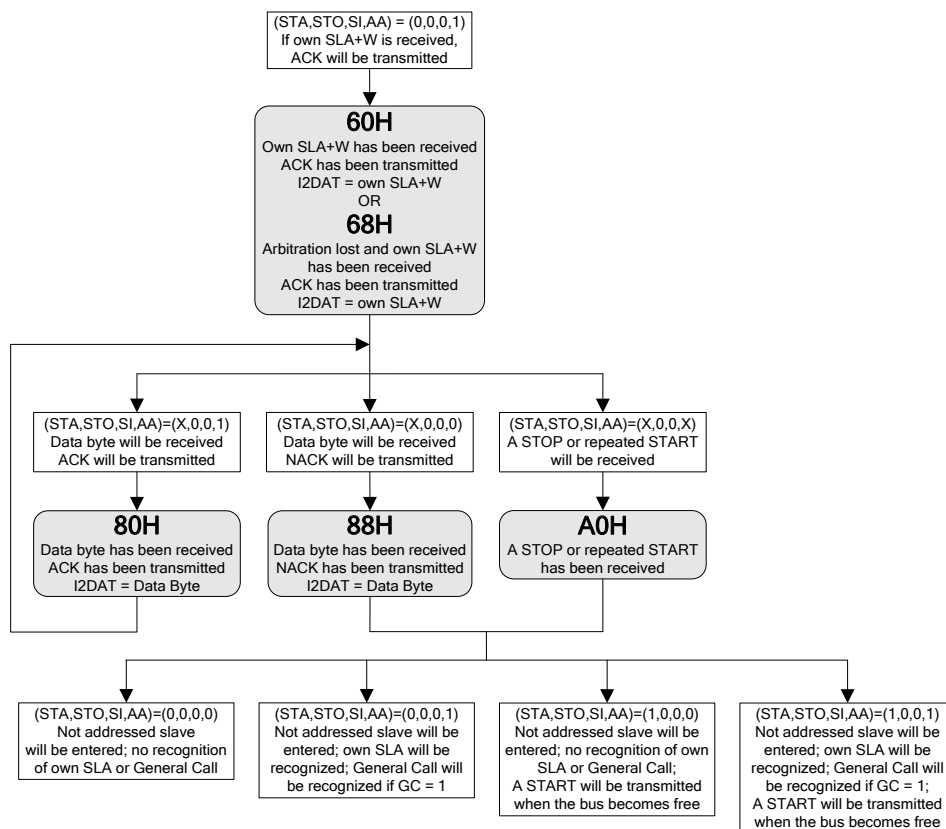 (STA,STO,SI,AA) = (0,0,0,1)
If own SLA+W is received,
ACK will be transmitted
60H
Own SLA+W has been received
ACK has been transmitted
I2DAT = own SLA+W
OR
68H
Arbitration lost and own SLA+W
has been received
ACK has been transmitted
I2DAT = own SLA+W
(STA,STO,SI,AA)=(X,0,0,1)
Data byte will be received
ACK will be transmitted
(STA,STO,SI,AA)=(X,0,0,0)
Data byte will be received
NACK will be transmitted
(STA,STO,SI,AA)=(X,0,0,X)
A STOP or repeated START
will be received
80H
Data byte has been received
ACK has been transmitted
I2DAT = Data Byte
88H
Data byte has been received
NACK has been transmitted
I2DAT = Data Byte
A0H
A STOP or repeated START
has been received
(STA,STO,SI,AA)=(0,0,0,0)
Not addressed slave
will be entered; no recognition
of own SLA or General Call
(STA,STO,SI,AA)=(0,0,0,1)
Not addressed slave will be
entered; own SLA will be
recognized; General Call will
be recognized if GC = 1
(STA,STO,SI,AA)=(1,0,0,0)
Not addressed slave will be
entered; no recognition of own
SLA or General Call;
A START will be transmitted
when the bus becomes free
(STA,STO,SI,AA)=(1,0,0,1)
Not addressed slave will be
entered; own SLA will be
recognized; General Call will
be recognized if GC = 1;
A START will be transmitted
when the bus becomes free